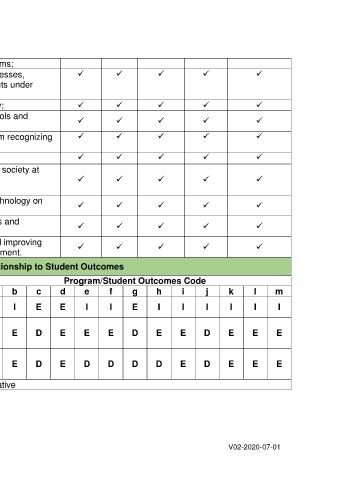 ms;
esses, ✓ ✓ ✓ ✓ ✓
ts under
y; ✓ ✓ ✓ ✓ ✓
ols and ✓ ✓ ✓ ✓ ✓
m recognizing ✓ ✓ ✓ ✓ ✓
✓ ✓ ✓ ✓ ✓
society at ✓ ✓ ✓ ✓ ✓
hnology on ✓ ✓ ✓ ✓ ✓
s and ✓ ✓ ✓ ✓ ✓
l improving ✓ ✓ ✓ ✓ ✓
ment.
tionship to Student Outcomes
Program/Student Outcomes Code
b c d e f g h i j k l m
I E E I I E I I I I I I
E D E E E D E E D E E E
E D E D D D D E D E E E
ative
V02-2020-07-01